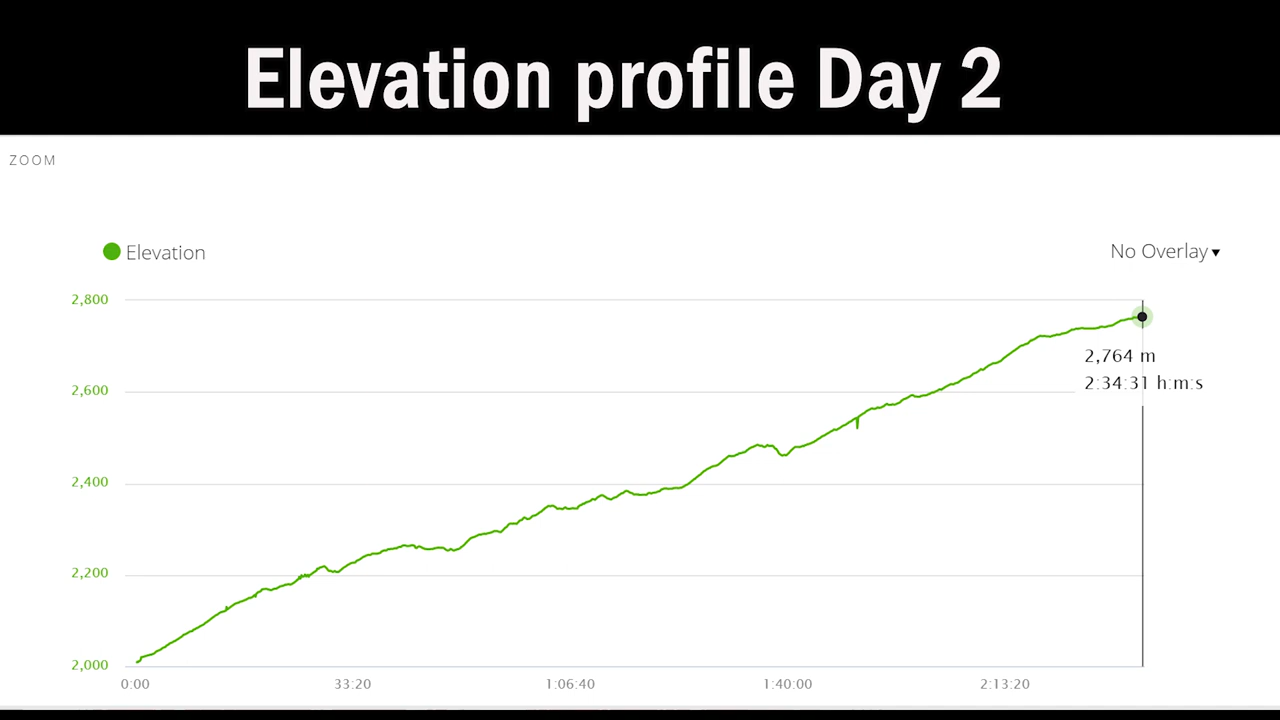 Elevation profile Day 2
ZOOM
Elevation
No Overlay ▾
2,800
2,764 m
2:34:31 h:m:s
2,600
2,400
2,200
2,000
0:00 33:20 1:06:40 1:40:00 2:13:20